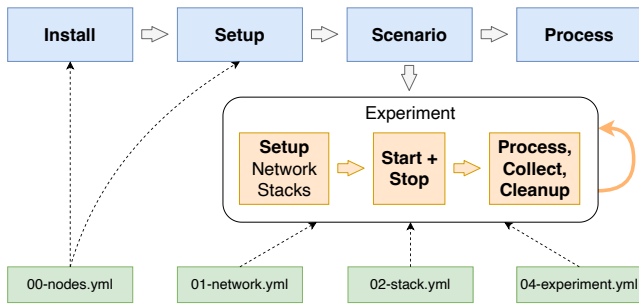 Install
Setup
Scenario
Process
Experiment
Setup
Network
Stacks
Start +
Stop
Process,
Collect,
Cleanup
00-nodes.yml
01-network.yml
02-stack.yml
04-experiment.yml